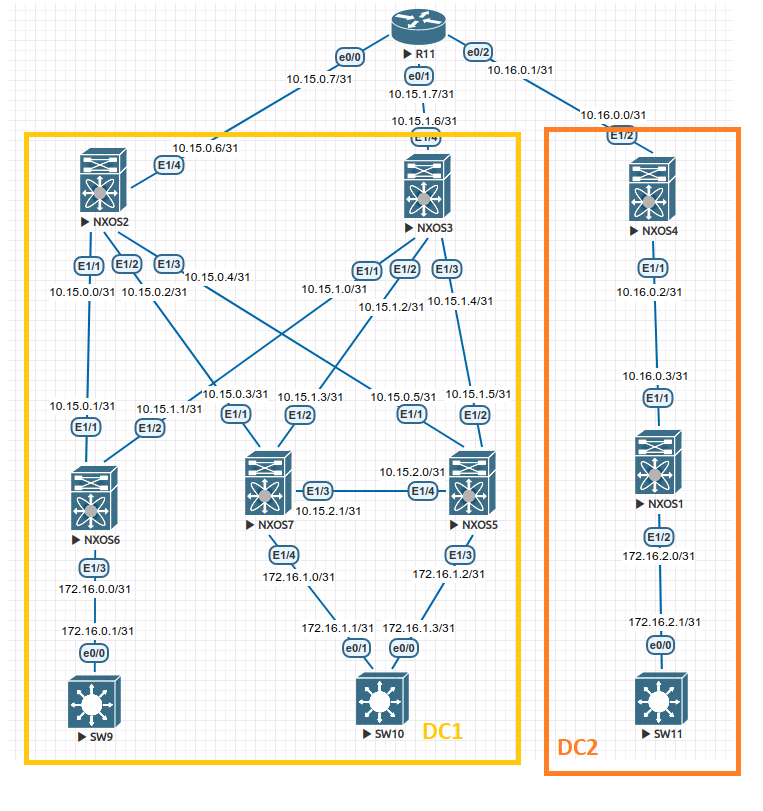 R11
e0/0
e0/1
e0/2
10.15.0.7/31
10.15.1.7/31
10.16.0.1/31
10.15.0.6/31
10.15.1.6/31
10.16.0.0/31
E1/4
E1/4
E1/2
NXOS2
NXOS3
NXOS4
E1/1
E1/2
E1/3
10.15.0.0/31
10.15.0.2/31
10.15.0.4/31
E1/1
E1/2
E1/3
10.15.1.0/31
10.15.1.2/31
10.15.1.4/31
E1/1
10.16.0.2/31
10.15.0.1/31
10.15.1.1/31
10.15.0.3/31
10.15.1.3/31
10.15.0.5/31
10.15.1.5/31
10.16.0.3/31
E1/1
E1/2
E1/1
E1/2
E1/1
E1/2
E1/1
10.15.2.0/31
E1/3
E1/4
10.15.2.1/31
NXOS6
NXOS7
NXOS5
NXOS1
E1/3
E1/4
E1/3
E1/2
172.16.0.0/31
172.16.1.0/31
172.16.1.2/31
172.16.2.0/31
172.16.0.1/31
172.16.1.1/31
172.16.1.3/31
172.16.2.1/31
e0/0
e0/1
e0/0
e0/0
SW9
SW10
SW11
DC1
DC2